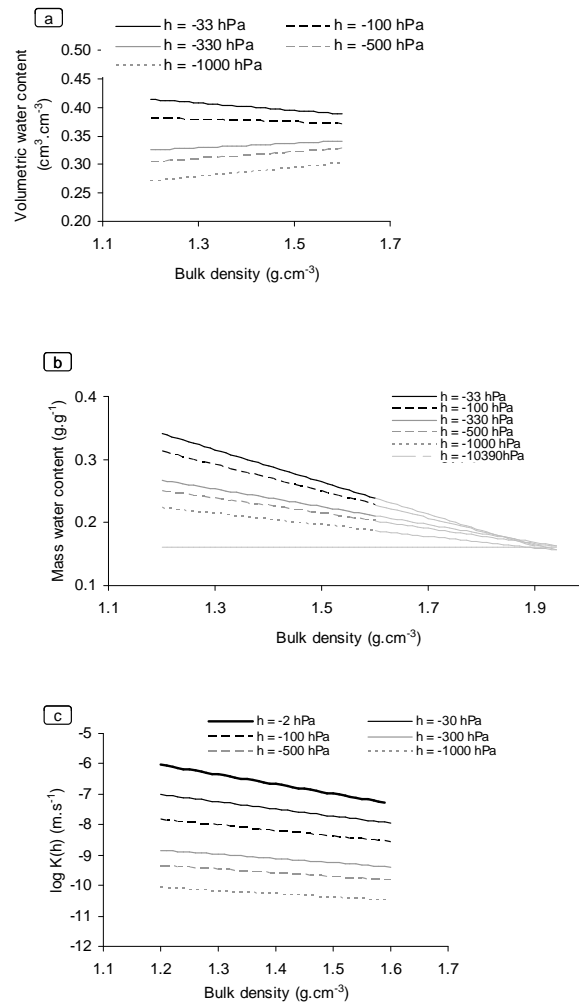 a
h = -33 hPa
h = -100 hPa
h = -330 hPa
h = -500 hPa
h = -1000 hPa
Volumetric water content
(cm³.cm⁻³)
0.50
0.45
0.40
0.35
0.30
0.25
0.20
1.1
1.3
1.5
1.7
Bulk density (g.cm⁻³)
b
h = -33 hPa
h = -100 hPa
h = -330 hPa
h = -500 hPa
h = -1000 hPa
h = -10390hPa
Mass water content (g.g⁻¹)
0.4
0.3
0.2
0.1
1.1
1.3
1.5
1.7
1.9
Bulk density (g.cm⁻³)
c
h = -2 hPa
h = -30 hPa
h = -100 hPa
h = -300 hPa
h = -500 hPa
h = -1000 hPa
log K(h) (m.s⁻¹)
-5
-6
-7
-8
-9
-10
-11
-12
1.1
1.2
1.3
1.4
1.5
1.6
1.7
Bulk density (g.cm⁻³)